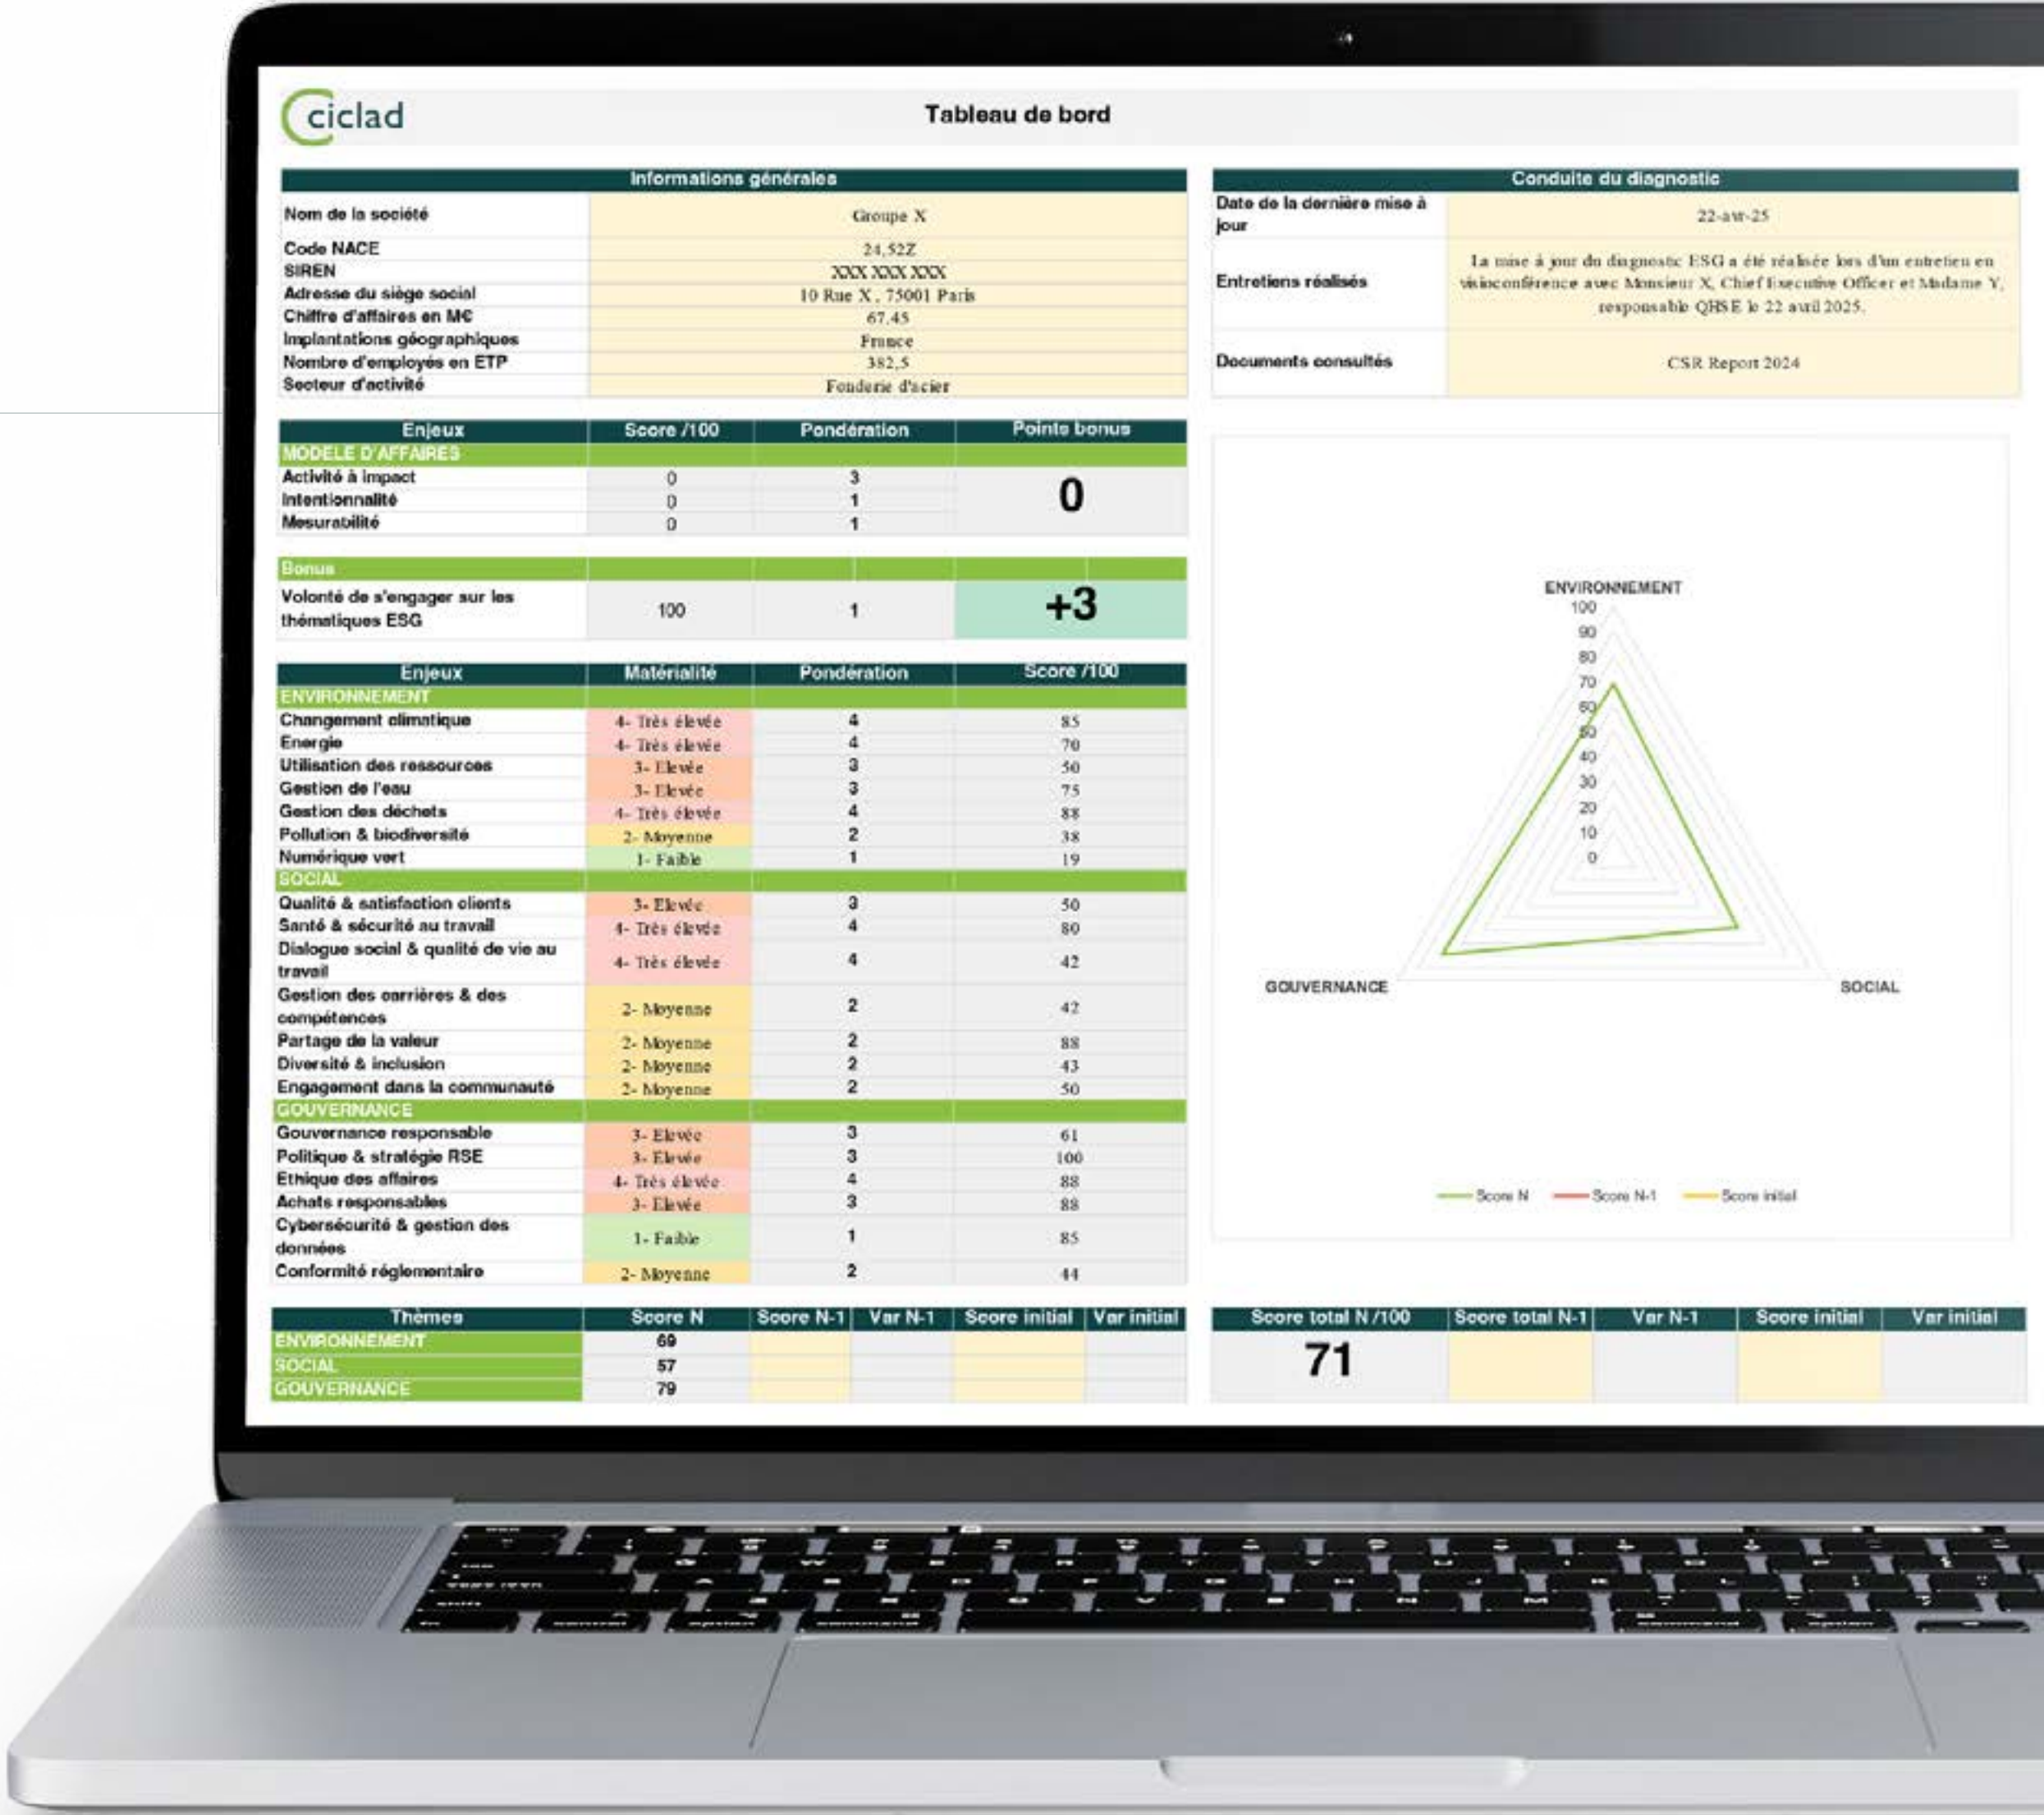 ciclad
Tableau de bord
Informations générales
Nom de la société Groupe X
Code NACE 24,52Z
SIREN XXX XXX XXX
Adresse du siège social 10 Rue X , 75001 Paris
Chiffre d'affaires en M€ 67,45
Implantations géographiques France
Nombre d'employés en ETP 382,5
Secteur d'activité Fonderie d'acier
Conduite du diagnostic
Date de la dernière mise à
jour
22-avr-25
Entretiens réalisés
La mise à jour du diagnostic ESG a été réalisée lors d'un entretien en
visioconférence avec Monsieur X, Chief Executive Officer et Madame Y,
responsable QHSE le 22 avril 2025.
Documents consultés CSR Report 2024
Enjeux Score /100 Pondération Points bonus
MODELE D'AFFAIRES
Activité à impact 0 3
Intentionnalité 0 1
Mesurabilité 0 1
0
Bonus
Volonté de s'engager sur les
thématiques ESG
100 1 +3
Enjeux Matérialité Pondération Score /100
ENVIRONNEMENT
Changement climatique 4- Très élevée 4 85
Energie 4- Très élevée 4 70
Utilisation des ressources 3- Elevée 3 50
Gestion de l'eau 3- Elevée 3 75
Gestion des déchets 4- Très élevée 4 88
Pollution & biodiversité 2- Moyenne 2 38
Numérique vert 1- Faible 1 19
SOCIAL
Qualité & satisfaction clients 3- Elevée 3 50
Santé & sécurité au travail 4- Très élevée 4 80
Dialogue social & qualité de vie au
travail
4- Très élevée 4 42
Gestion des carrières & des
compétences
2- Moyenne 2 42
Partage de la valeur 2- Moyenne 2 88
Diversité & inclusion 2- Moyenne 2 43
Engagement dans la communauté 2- Moyenne 2 50
GOUVERNANCE
Gouvernance responsable 3- Elevée 3 61
Politique & stratégie RSE 3- Elevée 3 100
Ethique des affaires 4- Très élevée 4 88
Achats responsables 3- Elevée 3 88
Cybersécurité & gestion des
données
1- Faible 1 85
Conformité réglementaire 2- Moyenne 2 44
ENVIRONNEMENT
100
90
80
70
60
50
40
30
20
10
0
GOUVERNANCE SOCIAL
Score N Score N-1 Score initial
Thèmes Score N Score N-1 Var N-1 Score initial Var initial
ENVIRONNEMENT 69
SOCIAL 57
GOUVERNANCE 79
Score total N /100 Score total N-1 Var N-1 Score initial Var initial
71